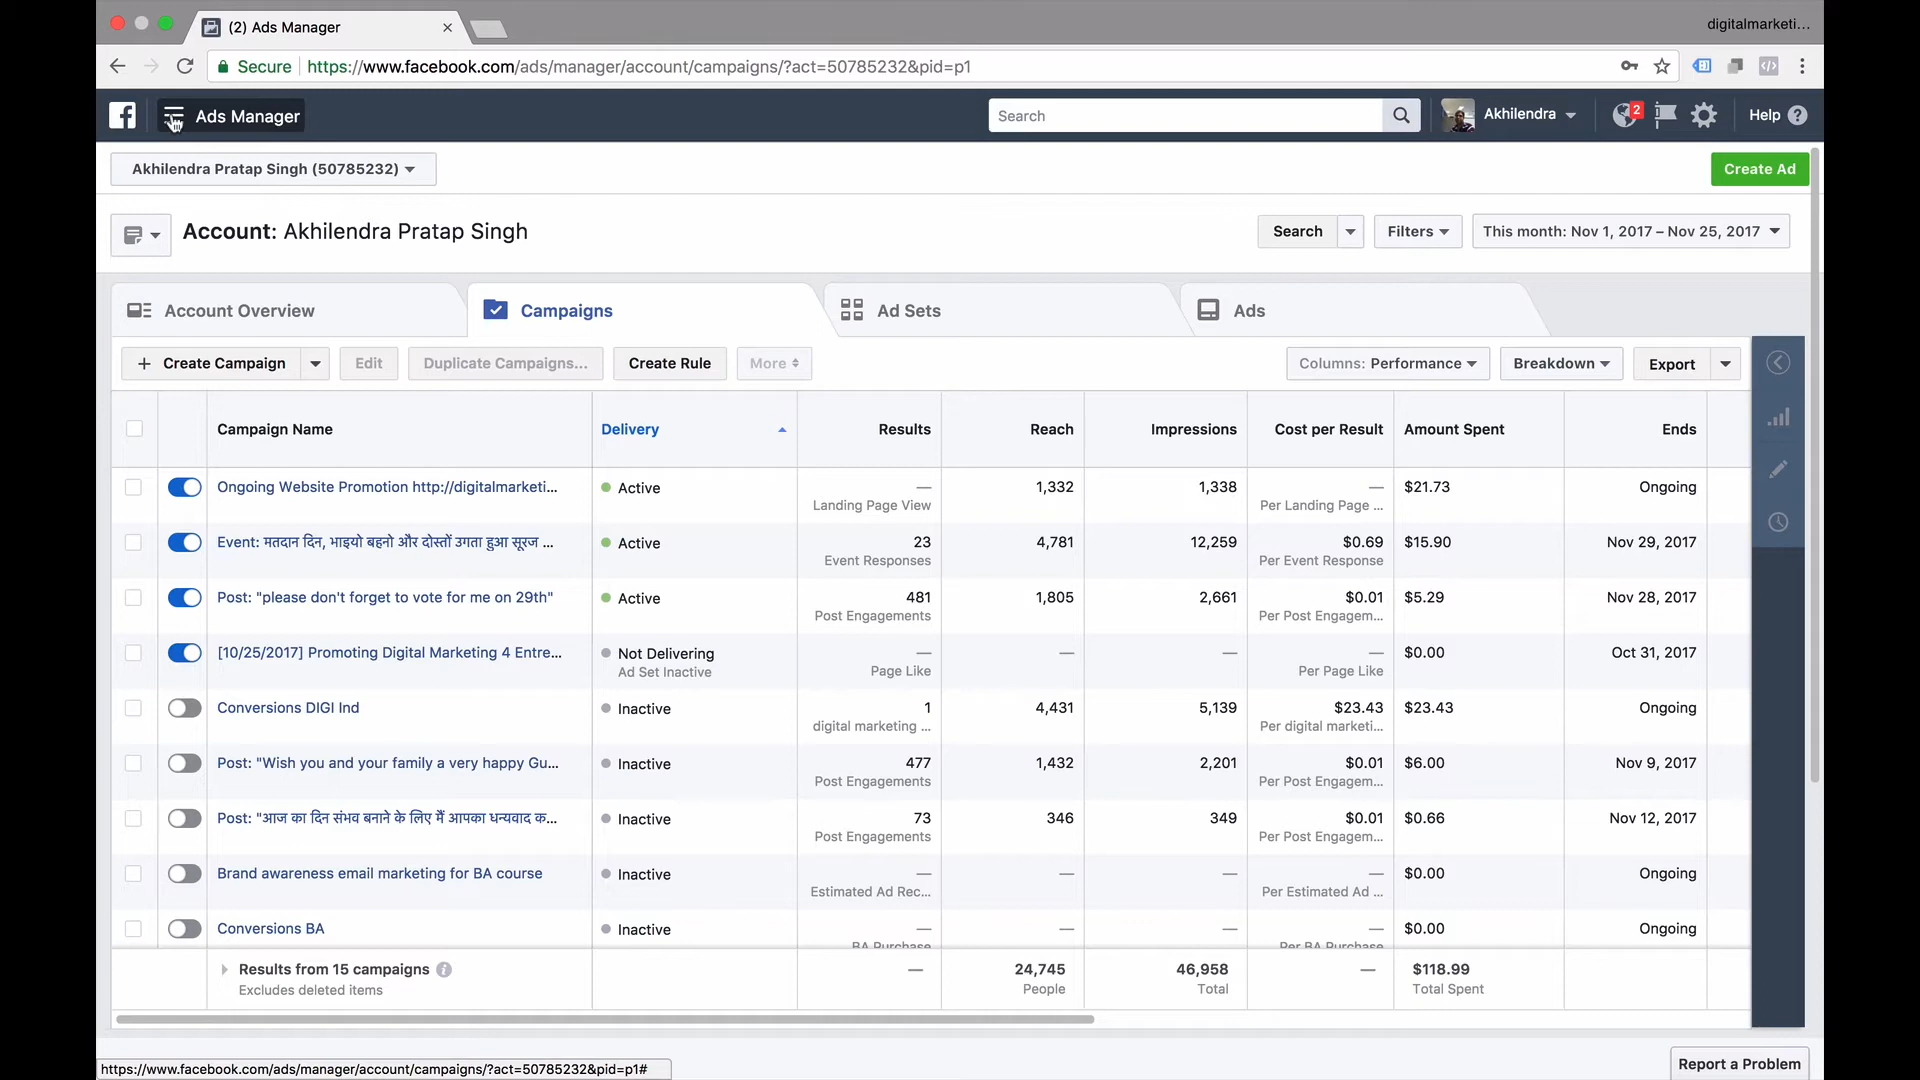 (2) Ads Manager
digitalmarketi...
Secure https://www.facebook.com/ads/manager/account/campaigns/?act=50785232&pid=p1
Ads Manager
Search
Akhilendra
2
Help ?
Akhilendra Pratap Singh (50785232)
Create Ad
Account: Akhilendra Pratap Singh
Search
Filters
This month: Nov 1, 2017 – Nov 25, 2017
Account Overview
Campaigns
Ad Sets
Ads
+ Create Campaign
Edit
Duplicate Campaigns...
Create Rule
More
Columns: Performance
Breakdown
Export
Campaign Name Delivery Results Reach Impressions Cost per Result Amount Spent Ends
Ongoing Website Promotion http://digitalmarketi... Active — 1,332 1,338 — $21.73 Ongoing
Landing Page View Per Landing Page ...
Event: मतदान दिन, भाइयो बहनो और दोस्तों उगता हुआ सूरज ... Active 23 4,781 12,259 $0.69 $15.90 Nov 29, 2017
Event Responses Per Event Response
Post: "please don't forget to vote for me on 29th" Active 481 1,805 2,661 $0.01 $5.29 Nov 28, 2017
Post Engagements Per Post Engagem...
[10/25/2017] Promoting Digital Marketing 4 Entre... Not Delivering — — — — $0.00 Oct 31, 2017
Ad Set Inactive Page Like Per Page Like
Conversions DIGI Ind Inactive 1 4,431 5,139 $23.43 $23.43 Ongoing
digital marketing ... Per digital marketi...
Post: "Wish you and your family a very happy Gu... Inactive 477 1,432 2,201 $0.01 $6.00 Nov 9, 2017
Post Engagements Per Post Engagem...
Post: "आज का दिन संभव बनाने के लिए मैं आपका धन्यवाद क... Inactive 73 346 349 $0.01 $0.66 Nov 12, 2017
Post Engagements Per Post Engagem...
Brand awareness email marketing for BA course Inactive — — — — $0.00 Ongoing
Estimated Ad Rec... Per Estimated Ad ...
Conversions BA Inactive — — — — $0.00 Ongoing
BA Purchase Per BA Purchase
Results from 15 campaigns — 24,745 46,958 — $118.99
Excludes deleted items People Total Total Spent
Report a Problem
https://www.facebook.com/ads/manager/account/campaigns/?act=50785232&pid=p1#